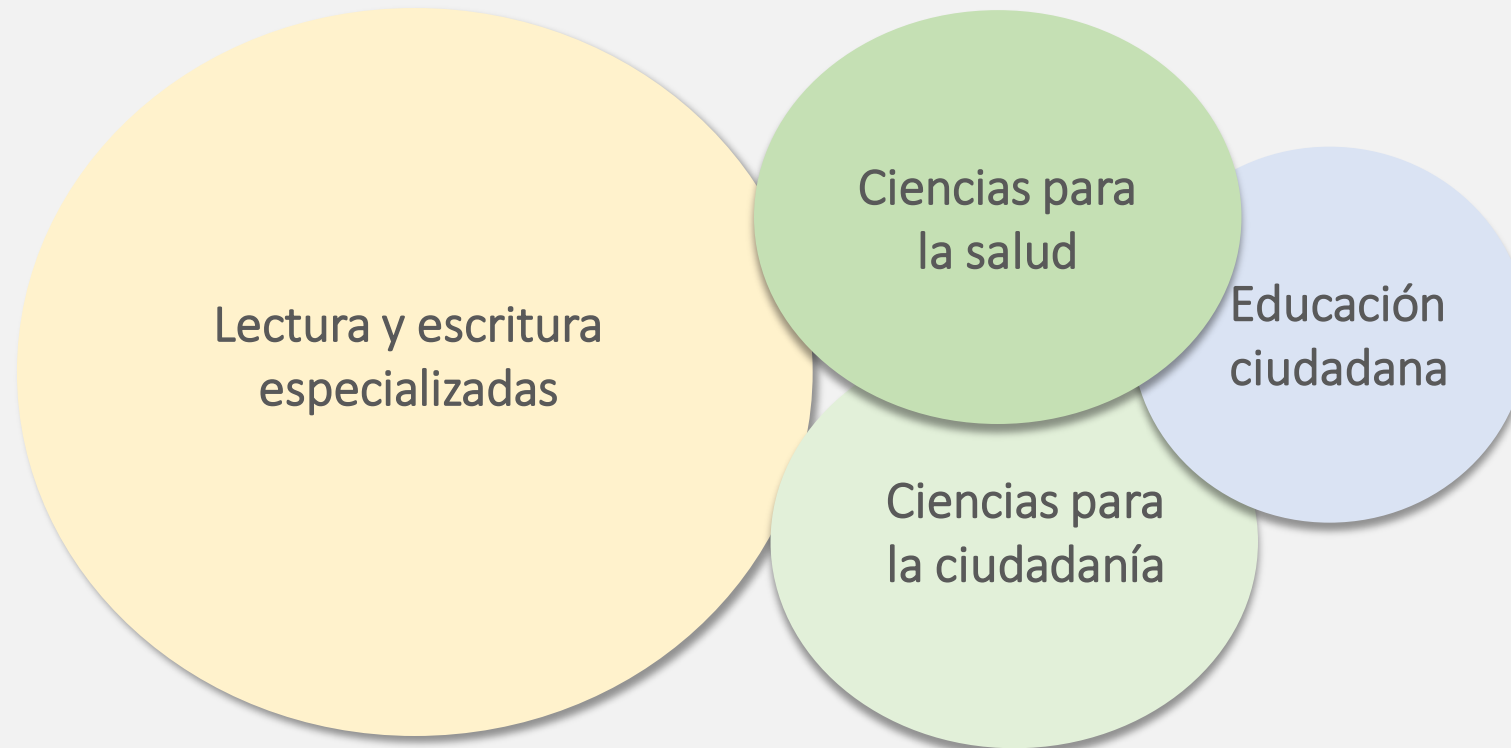 Lectura y escritura
especializadas
Ciencias para
la salud
Educación
ciudadana
Ciencias para
la ciudadanía